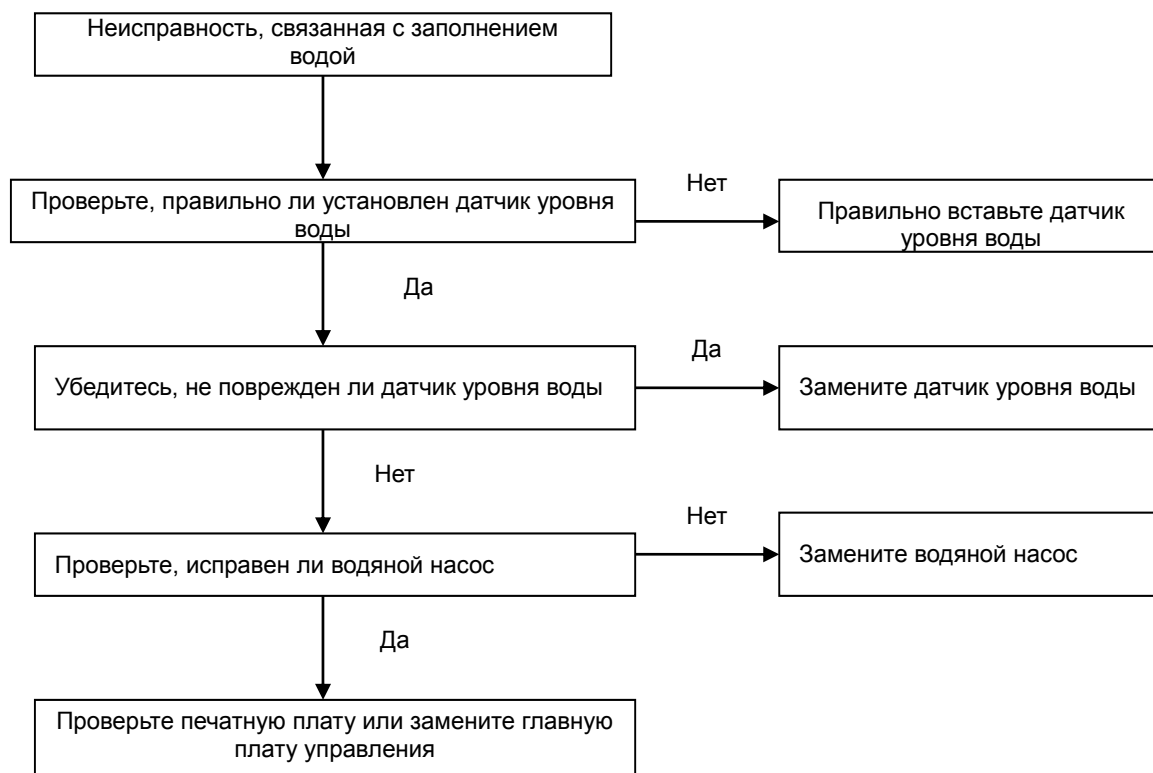 Неисправность, связанная с заполнением
водой
Проверьте, правильно ли установлен датчик уровня
воды
Нет
Правильно вставьте датчик
уровня воды
Да
Убедитесь, не поврежден ли датчик уровня воды
Да
Замените датчик уровня воды
Нет
Проверьте, исправен ли водяной насос
Нет
Замените водяной насос
Да
Проверьте печатную плату или замените главную
плату управления